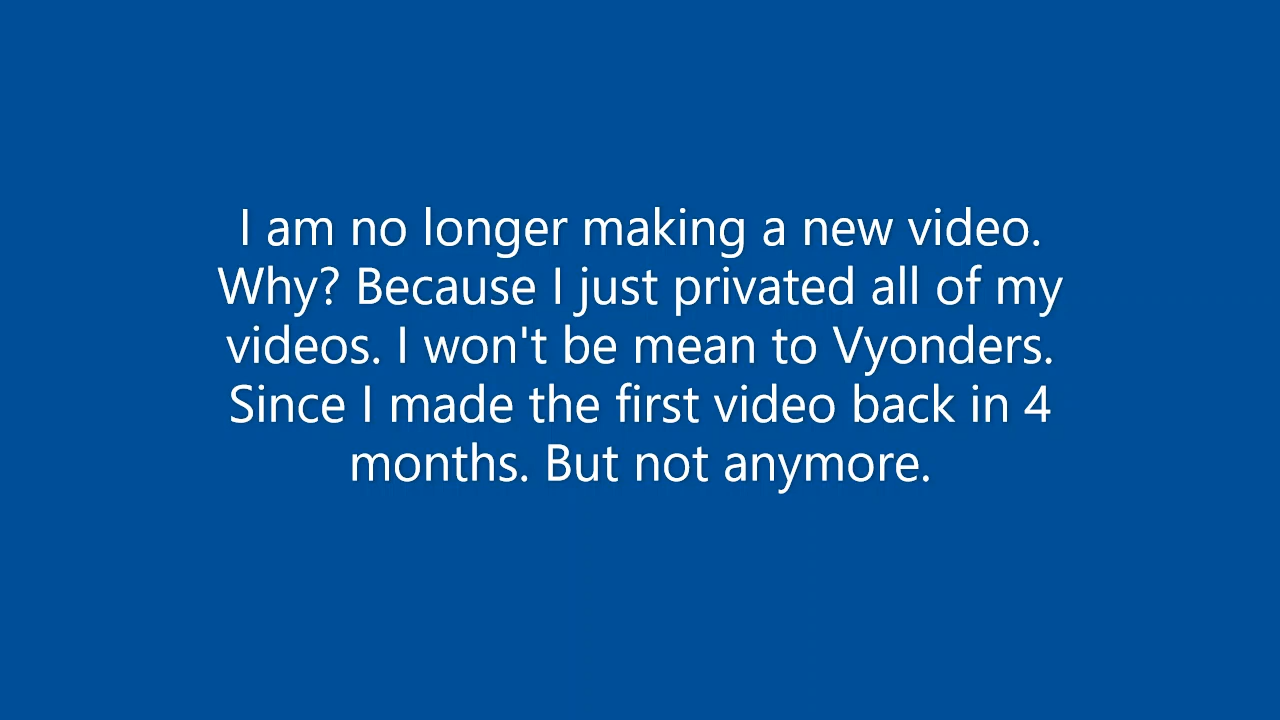 I am no longer making a new video.
Why? Because I just privated all of my
videos. I won't be mean to Vyonders.
Since I made the first video back in 4
months. But not anymore.